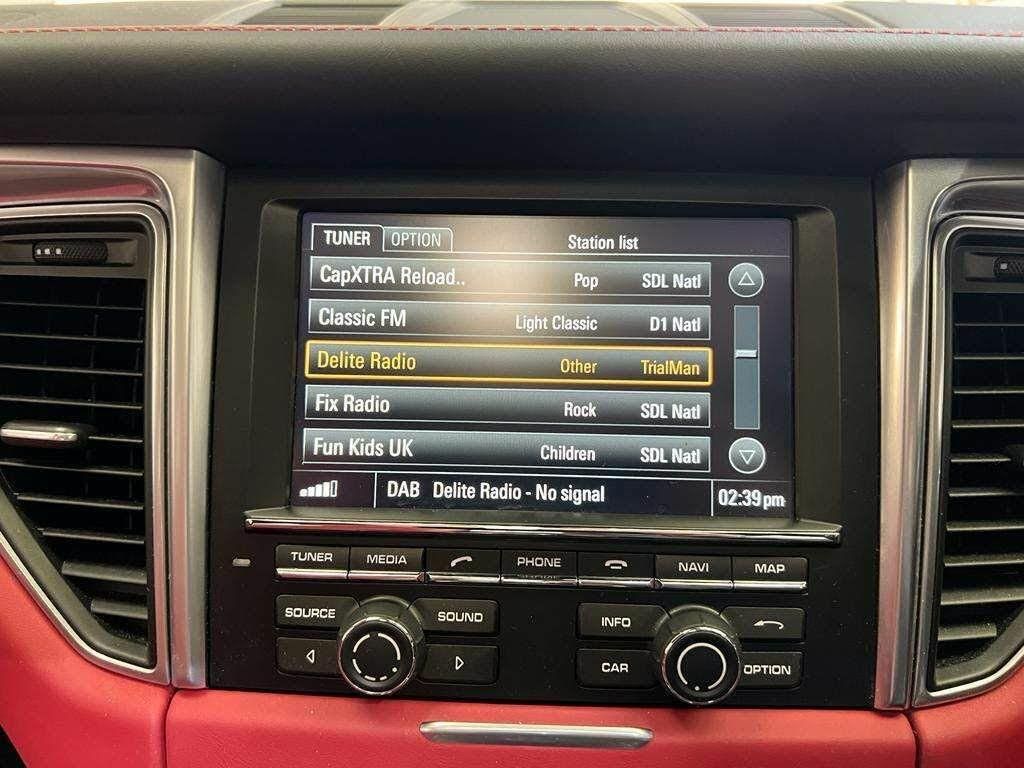 TUNER OPTION Station list
CapXTRA Reload.. Pop SDL Natl
Classic FM Light Classic D1 Natl
Delite Radio Other TrialMan
Fix Radio Rock SDL Natl
Fun Kids UK Children SDL Natl
DAB Delite Radio - No signal 02:39 pm
TUNER MEDIA PHONE NAVI MAP
SOURCE SOUND INFO
CAR OPTION